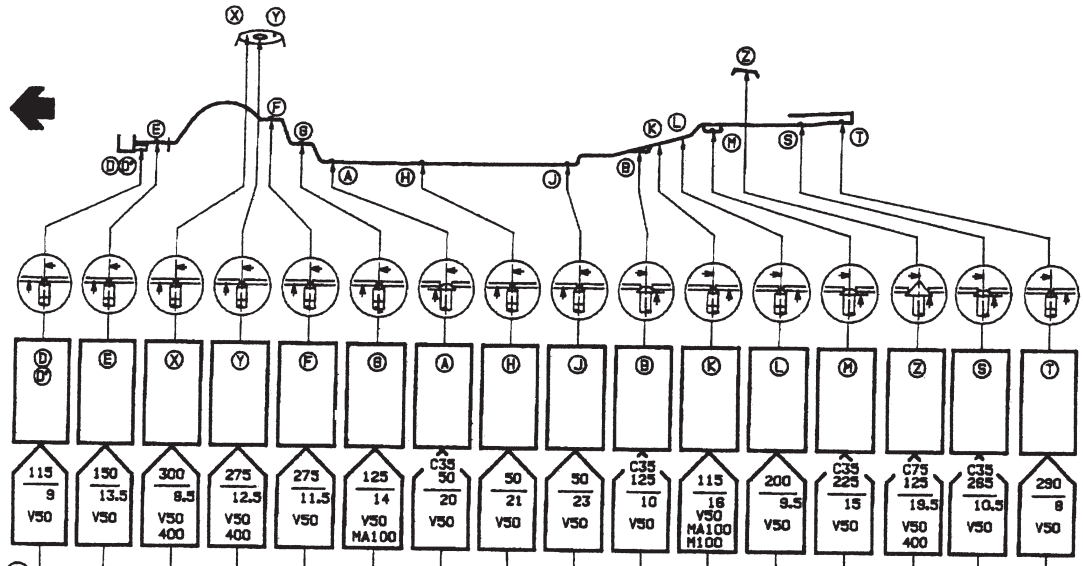 X Y
Z
F
E
G
K L
D D'
A
H
J
B
M
S
T
D E X Y F G A H J B K L M Z S T
D'
115
9
V50
150
13.5
V50
300
9.5
V50
400
275
12.5
V50
400
275
11.5
V50
125
14
V50
MA100
C35
50
20
V50
50
21
V50
50
23
V50
C35
125
10
V50
115
16
V50
MA100
M100
200
9.5
V50
C35
225
15
V50
C75
125
19.5
V50
400
C35
265
10.5
V50
290
8
V50